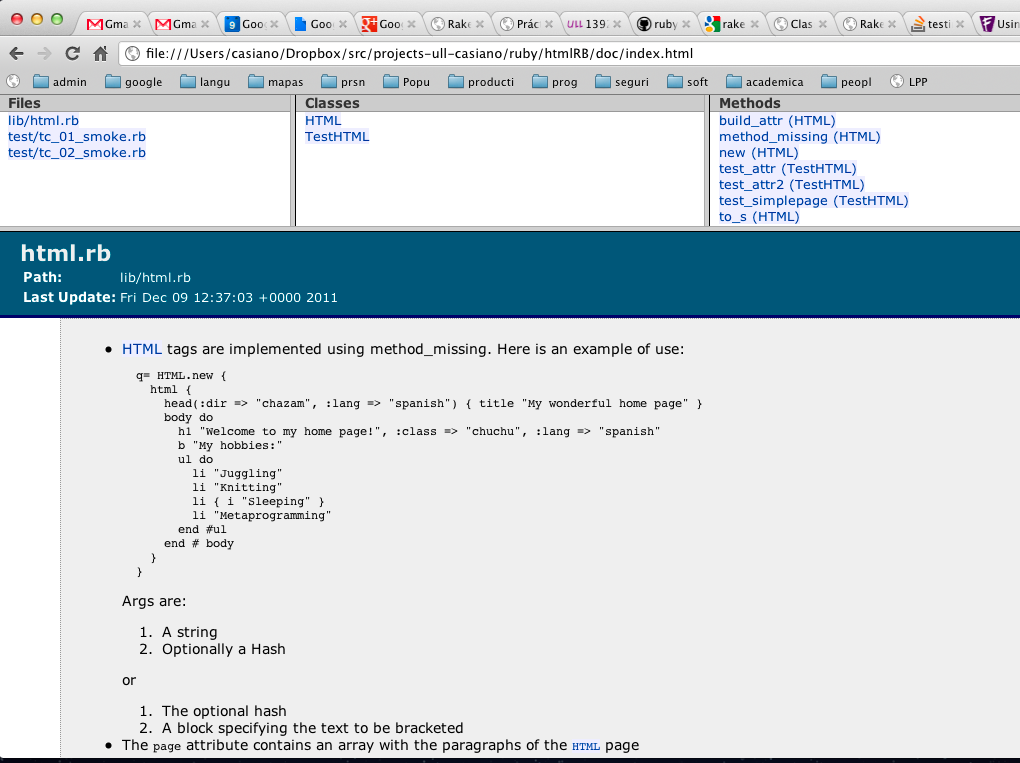 Gma
Gma
9 Goo
Goo
Goo
Rake
Prác
ULL 139
ruby
rake
Clas
Rake
testi
Usin
file:///Users/casiano/Dropbox/src/projects-ull-casiano/ruby/htmlRB/doc/index.html
admin google langu mapas prsn Popu producti prog seguri soft academica peopl LPP
Files
lib/html.rb
test/tc_01_smoke.rb
test/tc_02_smoke.rb
Classes
HTML
TestHTML
Methods
build_attr (HTML)
method_missing (HTML)
new (HTML)
test_attr (TestHTML)
test_attr2 (TestHTML)
test_simplepage (TestHTML)
to_s (HTML)
html.rb
Path: lib/html.rb
Last Update: Fri Dec 09 12:37:03 +0000 2011
• HTML tags are implemented using method_missing. Here is an example of use:
q= HTML.new {
html {
head(:dir => "chazam", :lang => "spanish") { title "My wonderful home page" }
body do
h1 "Welcome to my home page!", :class => "chuchu", :lang => "spanish"
b "My hobbies:"
ul do
li "Juggling"
li "Knitting"
li { i "Sleeping" }
li "Metaprogramming"
end #ul
end # body
}
}
Args are:
1. A string
2. Optionally a Hash
or
1. The optional hash
2. A block specifying the text to be bracketed
• The page attribute contains an array with the paragraphs of the HTML page